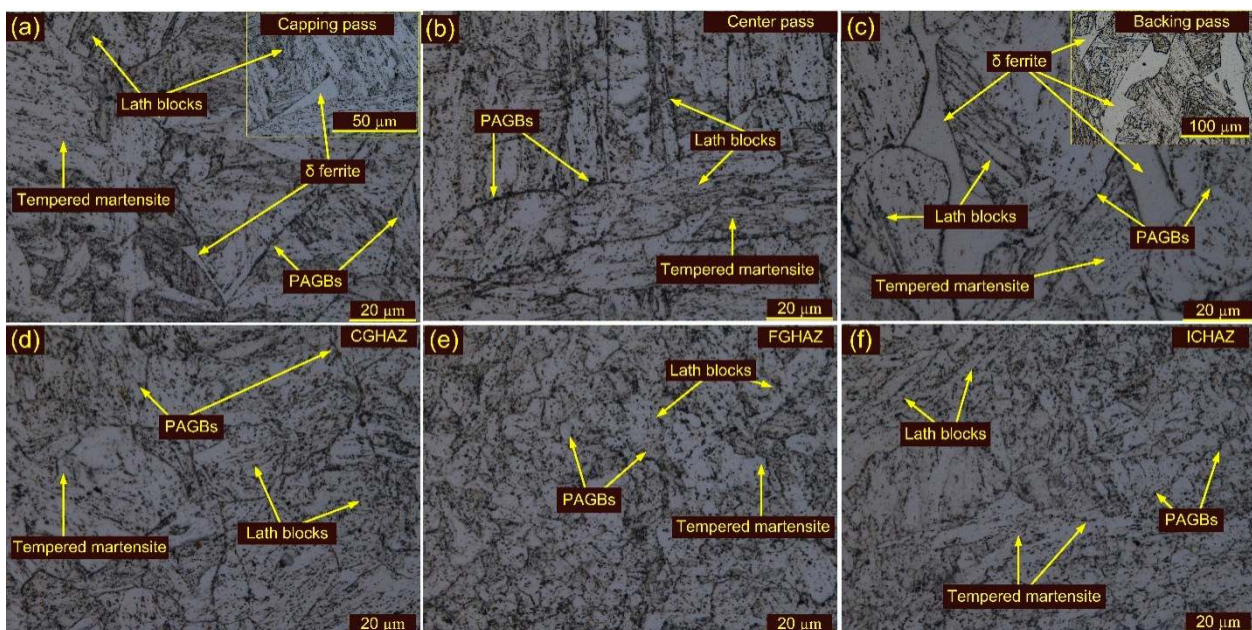 (a)
Capping pass
Lath blocks
50 μm
δ ferrite
Tempered martensite
PAGBs
20 μm
(b)
Center pass
PAGBs
Lath blocks
Tempered martensite
20 μm
(c)
Backing pass
δ ferrite
100 μm
Lath blocks
PAGBs
Tempered martensite
20 μm
(d)
CGHAZ
PAGBs
Tempered martensite
Lath blocks
20 μm
(e)
FGHAZ
Lath blocks
PAGBs
Tempered martensite
20 μm
(f)
ICHAZ
Lath blocks
PAGBs
Tempered martensite
20 μm